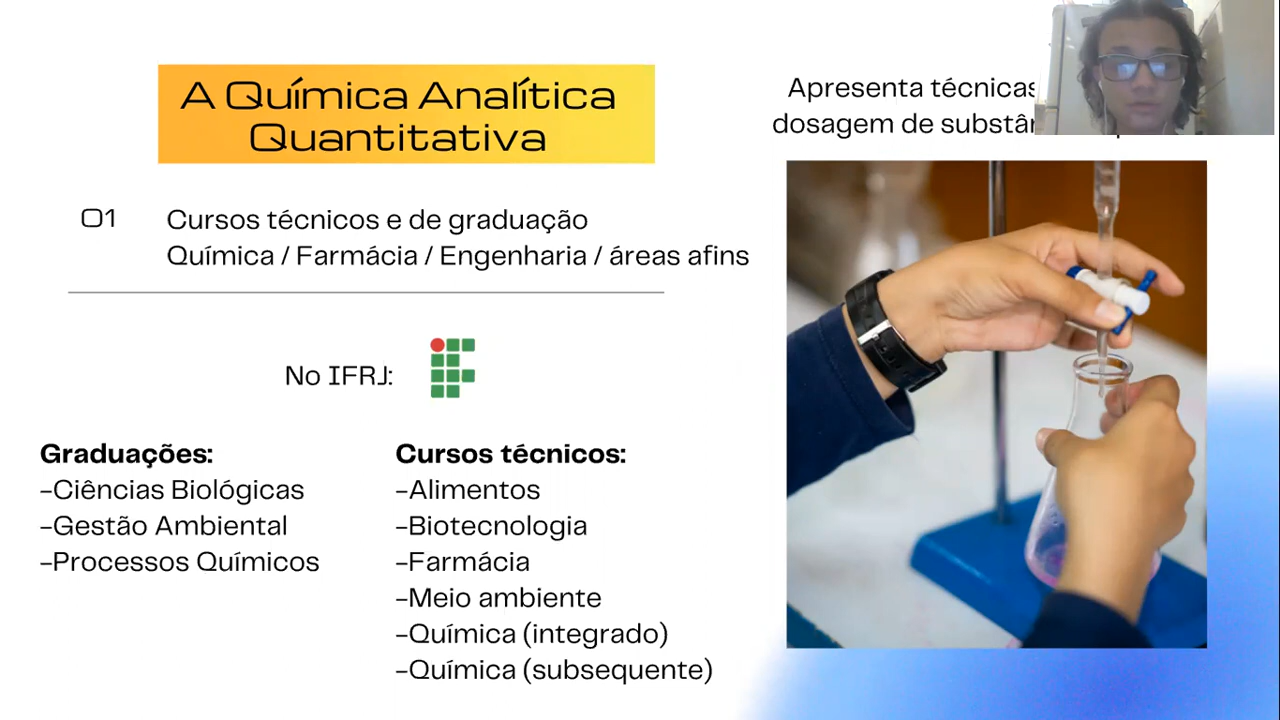 A Química Analítica
Quantitativa
01
Cursos técnicos e de graduação
Química / Farmácia / Engenharia / áreas afins
No IFRJ:
Graduações:
-Ciências Biológicas
-Gestão Ambiental
-Processos Químicos
Cursos técnicos:
-Alimentos
-Biotecnologia
-Farmácia
-Meio ambiente
-Química (integrado)
-Química (subsequente)
Apresenta técnicas
dosagem de